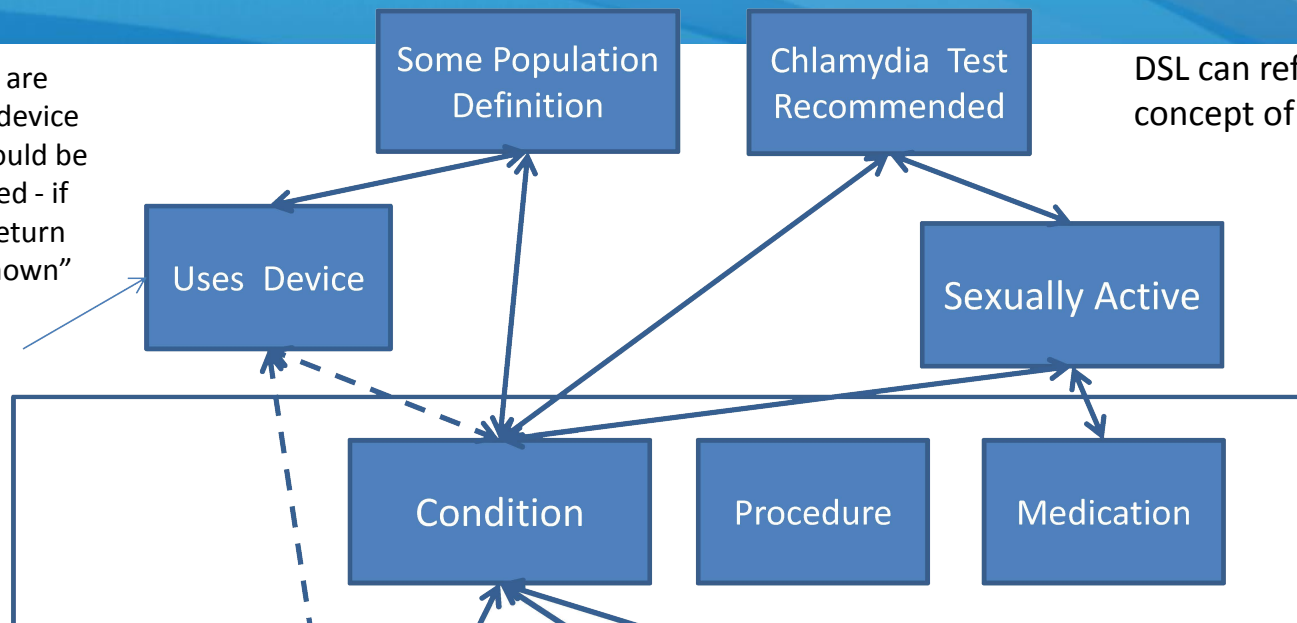 are
device
ould be
ed - if
eturn
nown”
Some Population
Definition
Chlamydia Test
Recommended
DSL can ref
concept of
Uses Device
Sexually Active
Condition
Procedure
Medication